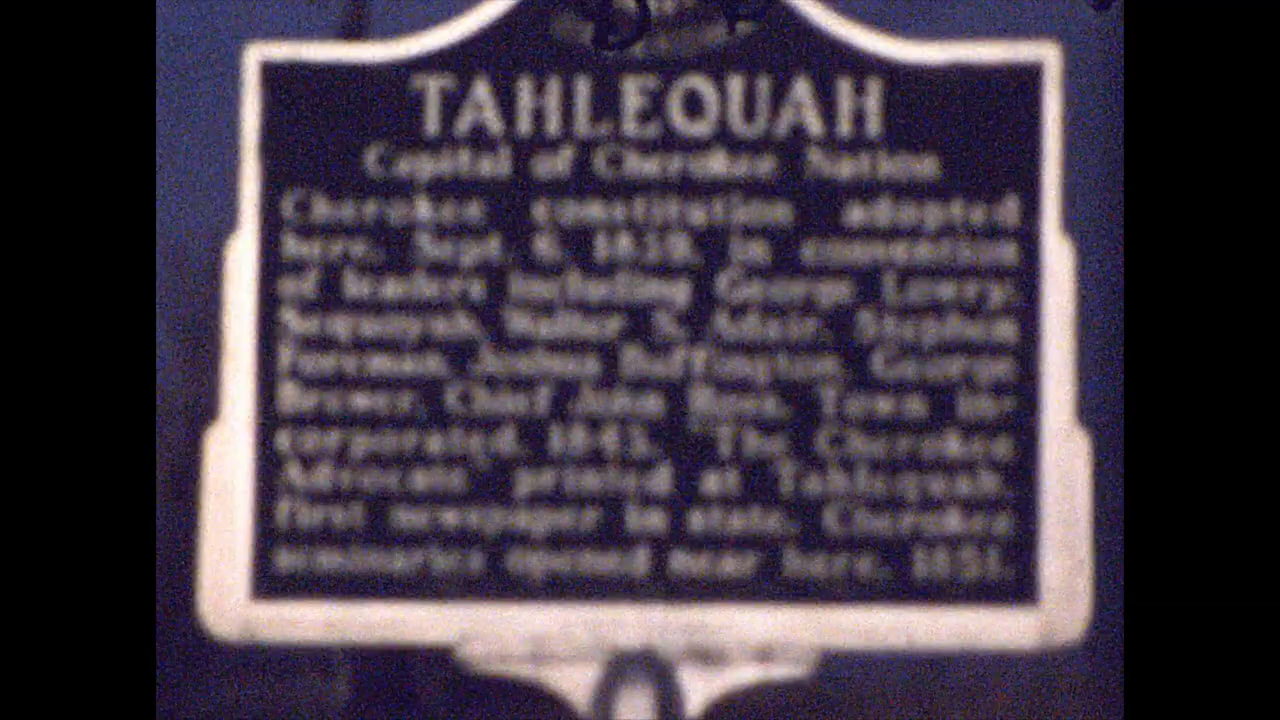 TAHLEQUAH
Capital of Cherokee Nation
Cherokee constitution adopted
here, Sept. 6, 1839, in convention
of leaders including George Lowry,
Sequoyah, Walter S. Adair, Stephen
Foreman, Joshua Buffington, George
Brewer, Chief John Ross. Town in-
corporated, 1843. The Cherokee
Advocate printed at Tahlequah,
first newspaper in state. Cherokee
seminaries opened near here, 1851.